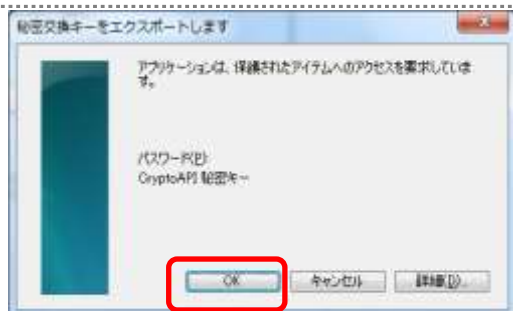 秘密交換キーをエクスポートします
アプリケーションは、保護されたアイテムへのアクセスを要求していま
す。
パスワード(P):
CryptoAPI 秘密キー
OK
キャンセル
詳細(D)...